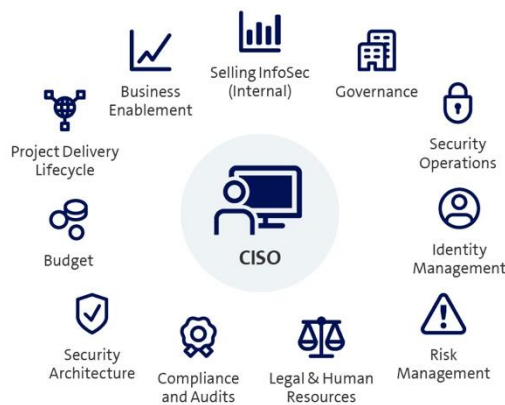 Selling InfoSec
(Internal)
Governance
Security
Operations
Identity
Management
Risk
Management
Legal & Human
Resources
Compliance
and Audits
Security
Architecture
Budget
Project Delivery
Lifecycle
Business
Enablement
CISO